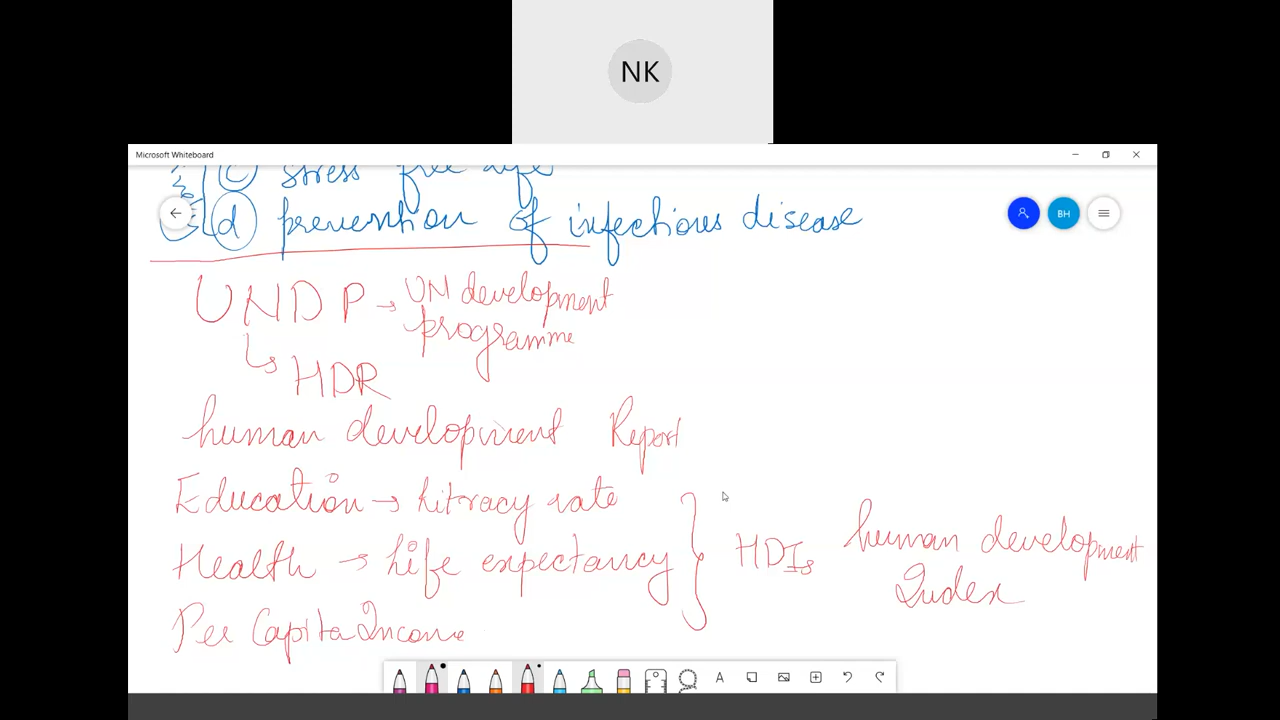 NK
Microsoft Whiteboard
c stress free life
d prevention of infectious disease
BH
UNDP → UN development
programme
↳ HDR
human development Report
Education → Litracy rate
Health → Life expectancy } HDIs human development
Index
Per Capita Income
A